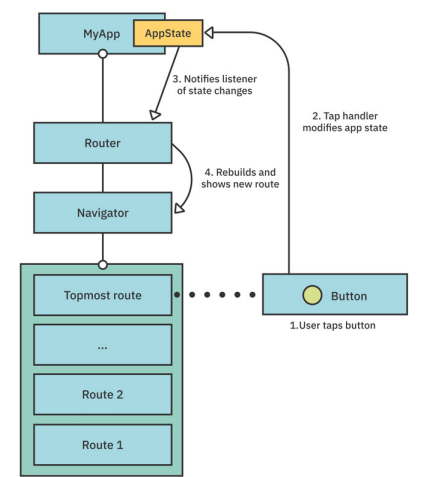 MyApp
AppState
3. Notifies listener
of state changes
2. Tap handler
modifies app state
Router
4. Rebuilds and
shows new route
Navigator
Topmost route
Button
1.User taps button
...
Route 2
Route 1